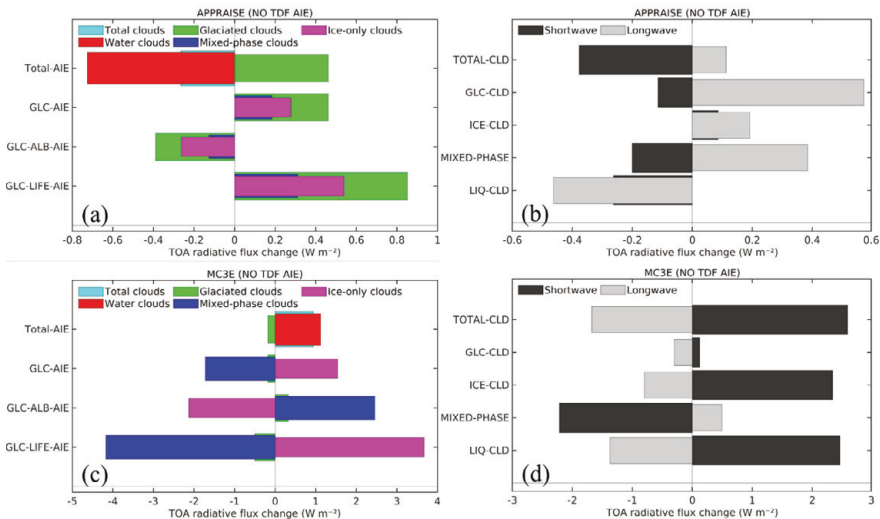 APPRAISE (NO TDF AIE)
Total clouds Glaciated clouds Ice-only clouds
Water clouds Mixed-phase clouds
Total-AIE
GLC-AIE
GLC-ALB-AIE
GLC-LIFE-AIE
(a)
-0.8 -0.6 -0.4 -0.2 0 0.2 0.4 0.6 0.8 1
TOA radiative flux change (W m⁻²)
APPRAISE (NO TDF AIE)
Shortwave Longwave
TOTAL-CLD
GLC-CLD
ICE-CLD
MIXED-PHASE
LIQ-CLD
(b)
-0.6 -0.4 -0.2 0 0.2 0.4 0.6
TOA radiative flux change (W m⁻²)
MC3E (NO TDF AIE)
Total clouds Glaciated clouds Ice-only clouds
Water clouds Mixed-phase clouds
Total-AIE
GLC-AIE
GLC-ALB-AIE
GLC-LIFE-AIE
(c)
-5 -4 -3 -2 -1 0 1 2 3 4
TOA radiative flux change (W m⁻²)
MC3E (NO TDF AIE)
Shortwave Longwave
TOTAL-CLD
GLC-CLD
ICE-CLD
MIXED-PHASE
LIQ-CLD
(d)
-3 -2 -1 0 1 2 3
TOA radiative flux change (W m⁻²)